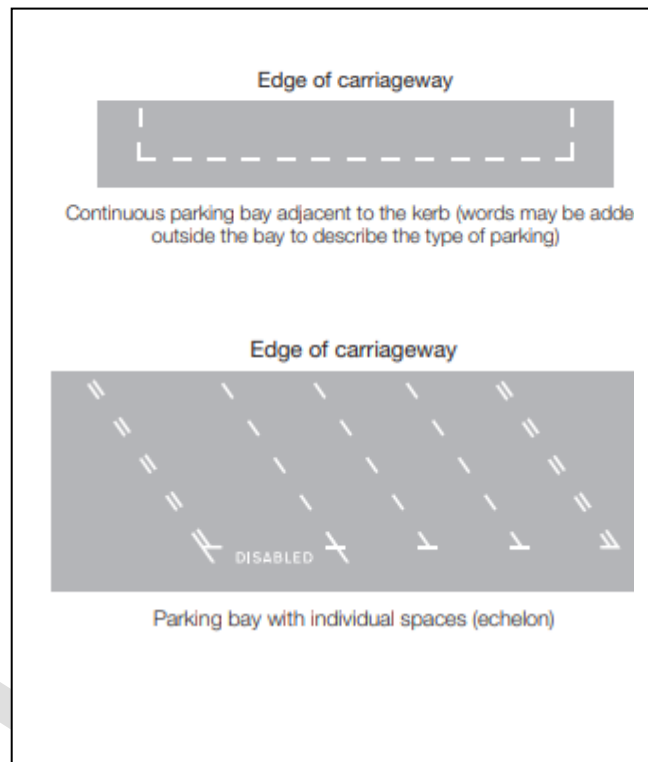 Edge of carriageway
Continuous parking bay adjacent to the kerb (words may be adde
outside the bay to describe the type of parking)
Edge of carriageway
DISABLED
Parking bay with individual spaces (echelon)